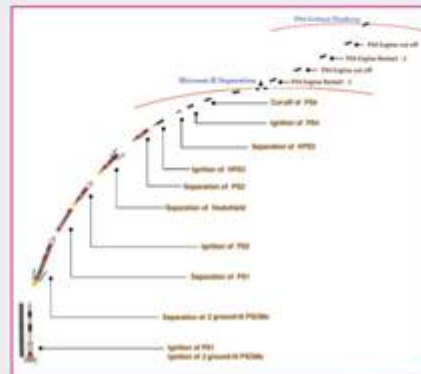 PS4 Engine cut off
PS4 Engine Restart - 2
PS4 Engine cut off
PS4 Engine Restart - 1
Separation
Cut-off of PS4
Ignition of PS4
Separation of HPS3
Ignition of HPS3
Separation of PS2
Separation of Heatshield
Ignition of PS2
Separation of PS1
Separation of 2 ground-lit PSOMs
Ignition of PS1
Ignition of 2 ground-lit PSOMs